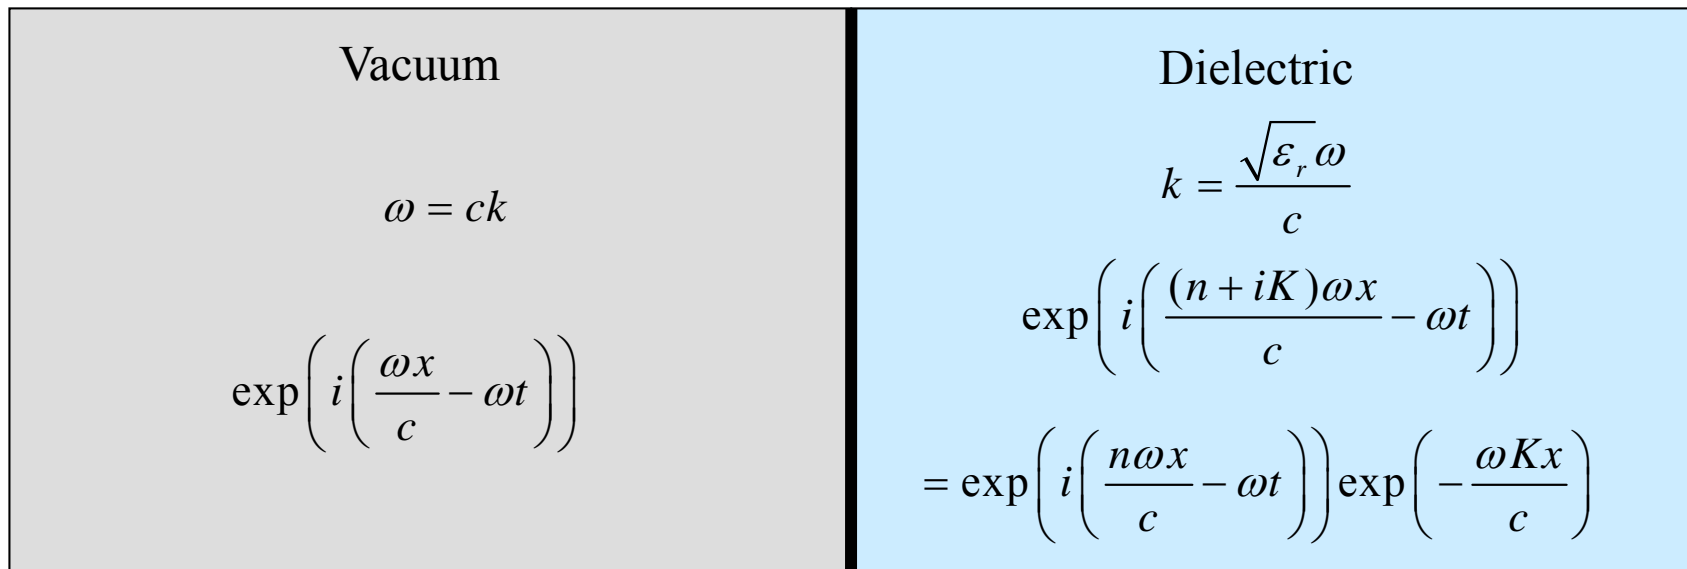 Vacuum
ω = ck
exp(i(ωx/c − ωt))
Dielectric
k = √ε_r ω/c
exp(i((n + iK)ωx/c − ωt))
= exp(i(nωx/c − ωt)) exp(−ωKx/c)